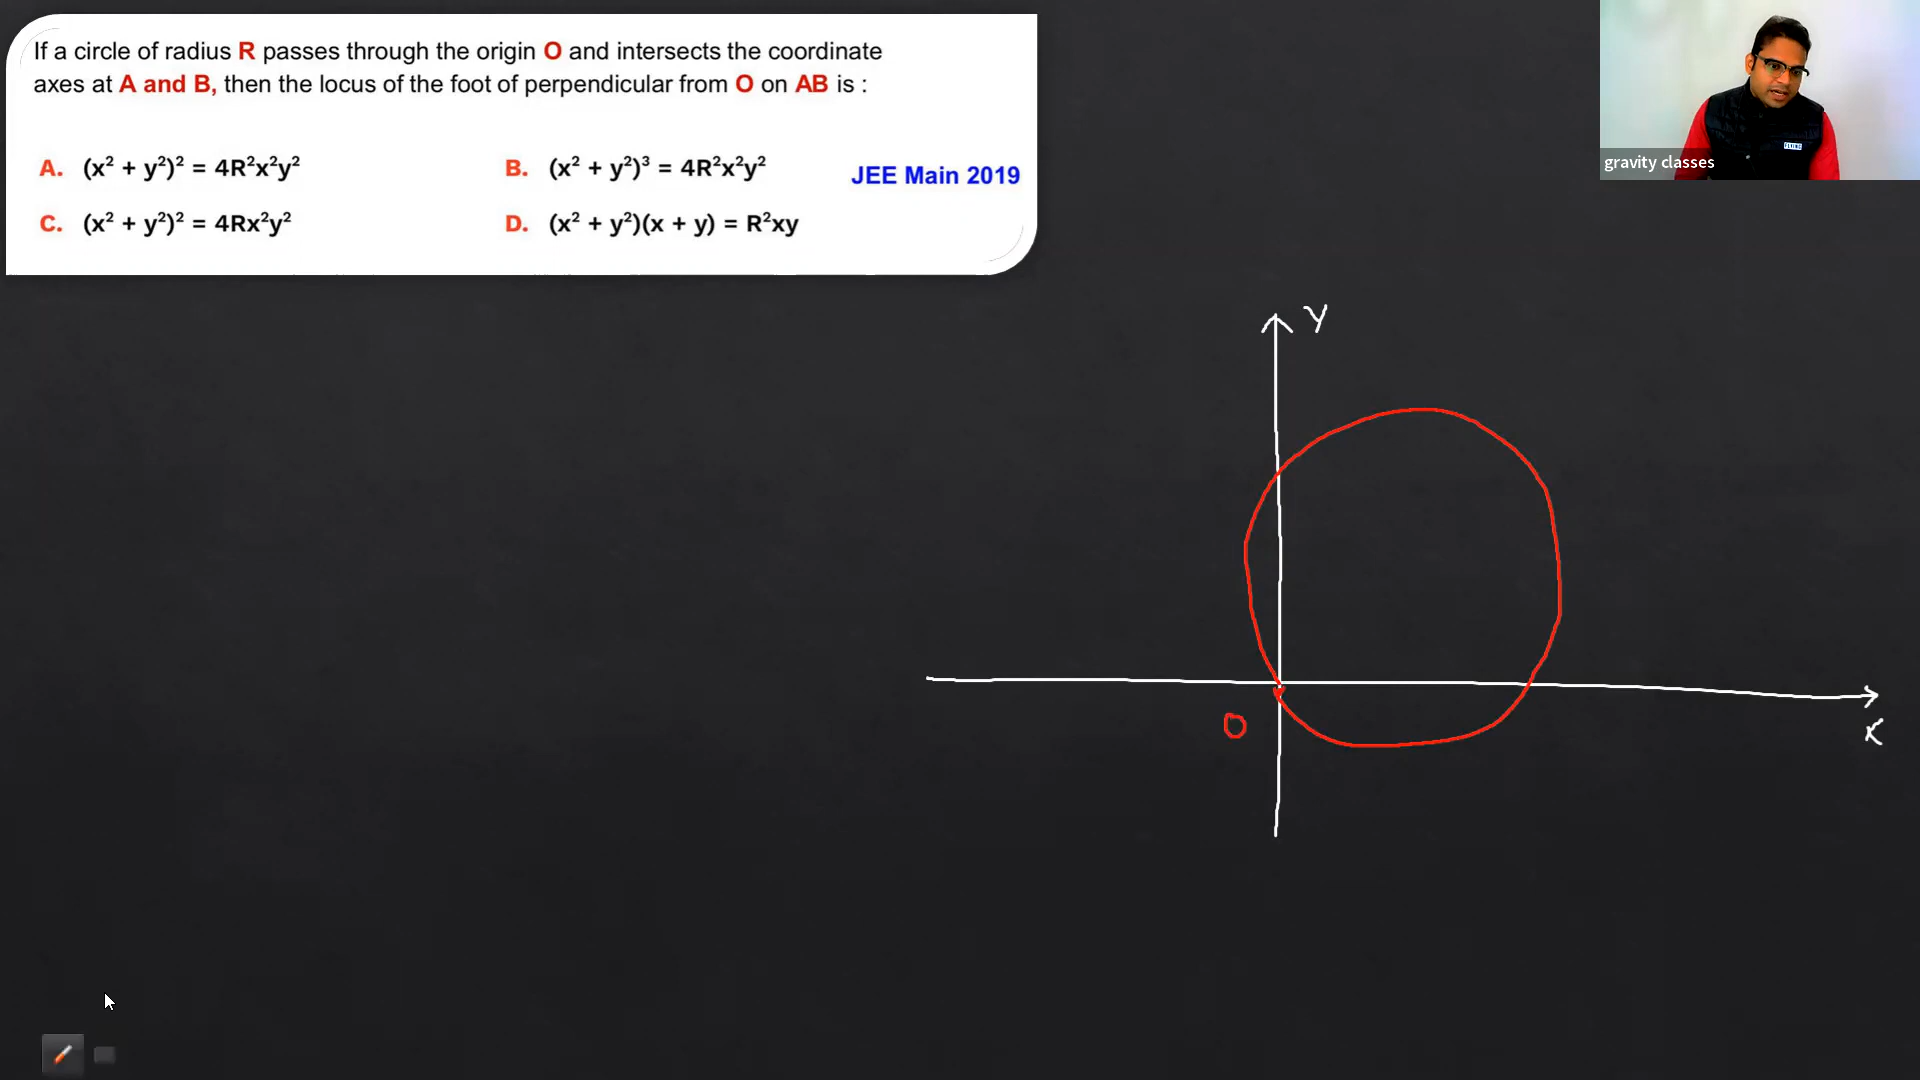 If a circle of radius R passes through the origin O and intersects the coordinate
axes at A and B, then the locus of the foot of perpendicular from O on AB is :
A. (x² + y²)² = 4R²x²y²
B. (x² + y²)³ = 4R²x²y²
JEE Main 2019
C. (x² + y²)² = 4Rx²y²
D. (x² + y²)(x + y) = R²xy
gravity classes
FLYING
Y
O
X